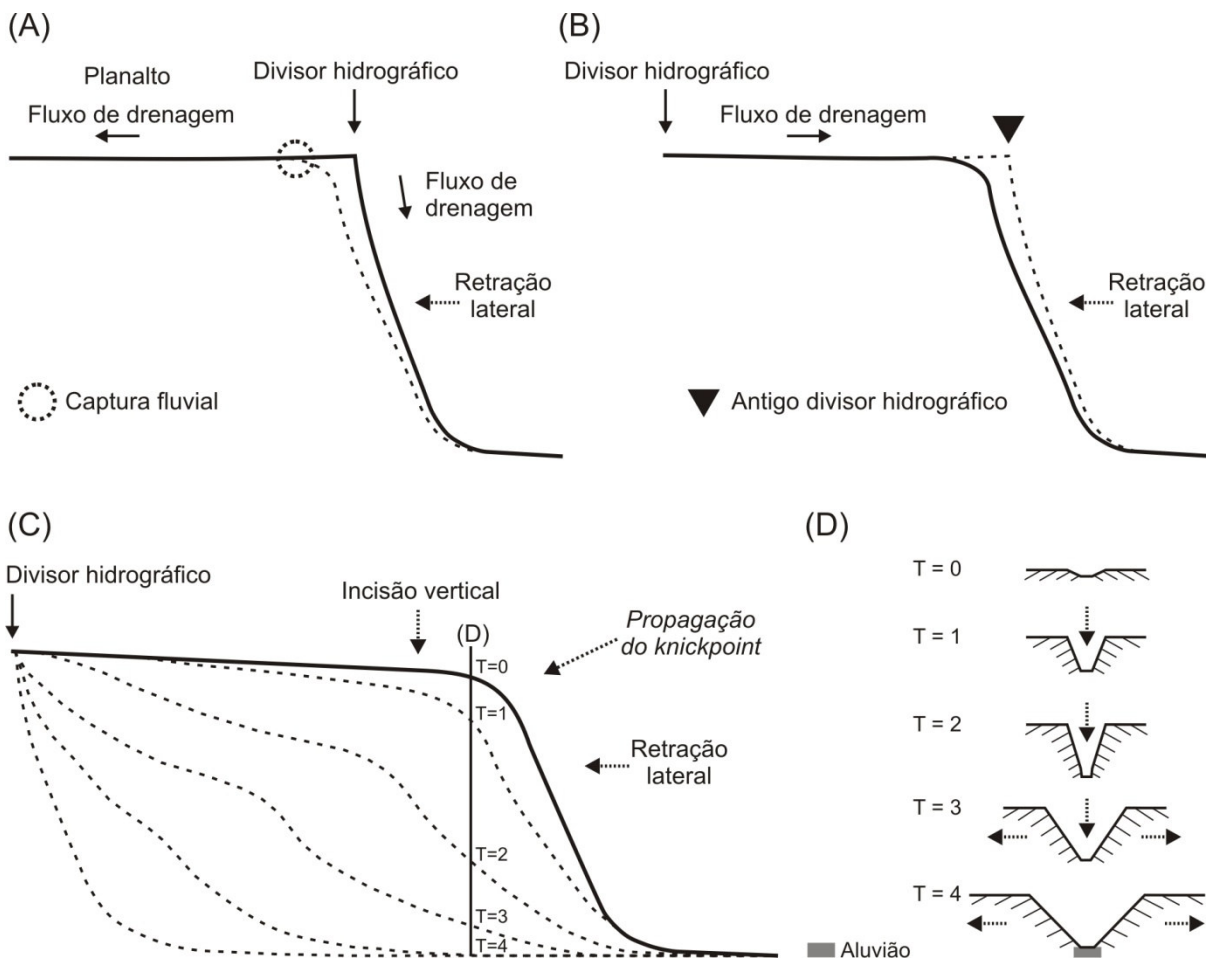 (A)
Planalto
Fluxo de drenagem
Divisor hidrográfico
Fluxo de
drenagem
Retração
lateral
Captura fluvial
(B)
Divisor hidrográfico
Fluxo de drenagem
Retração
lateral
Antigo divisor hidrográfico
(C)
Divisor hidrográfico
Incisão vertical
(D)
Propagação
do knickpoint
T=0
T=1
Retração
lateral
T=2
T=3
T=4
(D)
T = 0
T = 1
T = 2
T = 3
T = 4
Aluvião